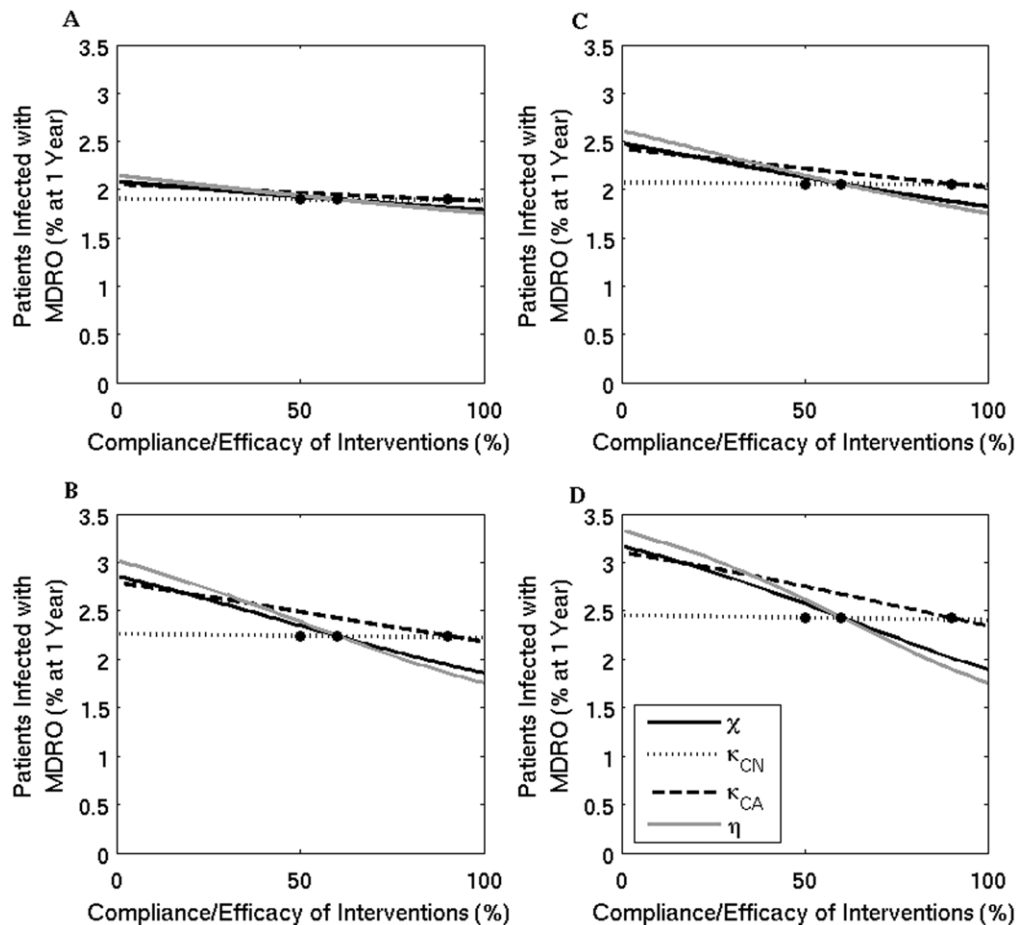 A
3.5
3
2.5
2
1.5
1
0.5
0
Patients Infected with
MDRO (% at 1 Year)
0 50 100
Compliance/Efficacy of Interventions (%)
C
3.5
3
2.5
2
1.5
1
0.5
0
Patients Infected with
MDRO (% at 1 Year)
0 50 100
Compliance/Efficacy of Interventions (%)
B
3.5
3
2.5
2
1.5
1
0.5
0
Patients Infected with
MDRO (% at 1 Year)
0 50 100
Compliance/Efficacy of Interventions (%)
D
3.5
3
2.5
2
1.5
1
0.5
0
Patients Infected with
MDRO (% at 1 Year)
χ
κCN
κCA
η
0 50 100
Compliance/Efficacy of Interventions (%)